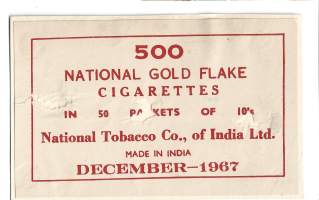 500
NATIONAL GOLD FLAKE
CIGARETTES
IN 50 PACKETS OF 10's
National Tobacco Co., of India Ltd.
MADE IN INDIA
DECEMBER—1967